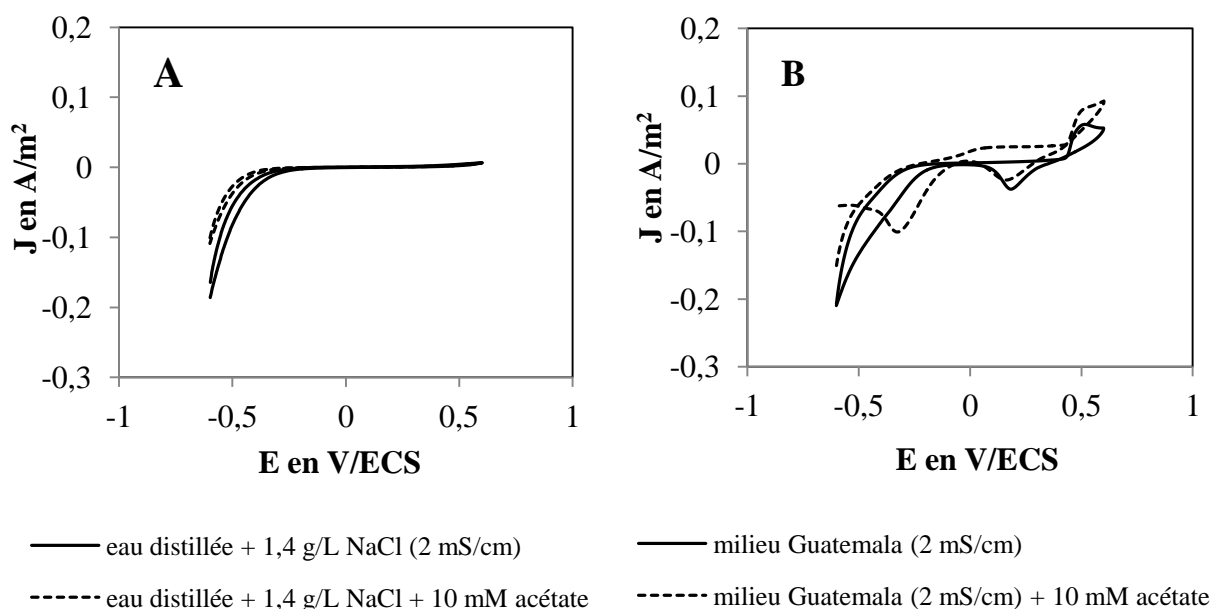 A
0,2
0,1
0
-0,1
-0,2
-0,3
-1
-0,5
0
0,5
1
J en A/m²
E en V/ECS
B
0,2
0,1
0
-0,1
-0,2
-0,3
-1
-0,5
0
0,5
1
J en A/m²
E en V/ECS
eau distillée + 1,4 g/L NaCl (2 mS/cm)
eau distillée + 1,4 g/L NaCl + 10 mM acétate
milieu Guatemala (2 mS/cm)
milieu Guatemala (2 mS/cm) + 10 mM acétate